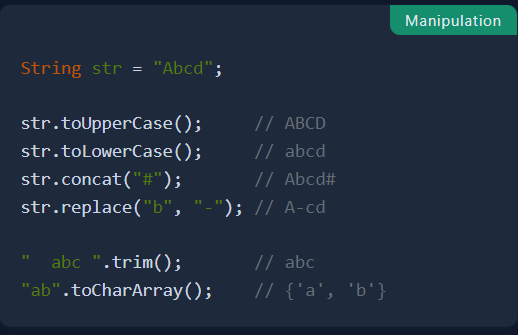 Manipulation
String str = "Abcd";
str.toUpperCase();     // ABCD
str.toLowerCase();     // abcd
str.concat("#");       // Abcd#
str.replace("b", "-"); // A-cd
"  abc ".trim();       // abc
"ab".toCharArray();    // {'a', 'b'}